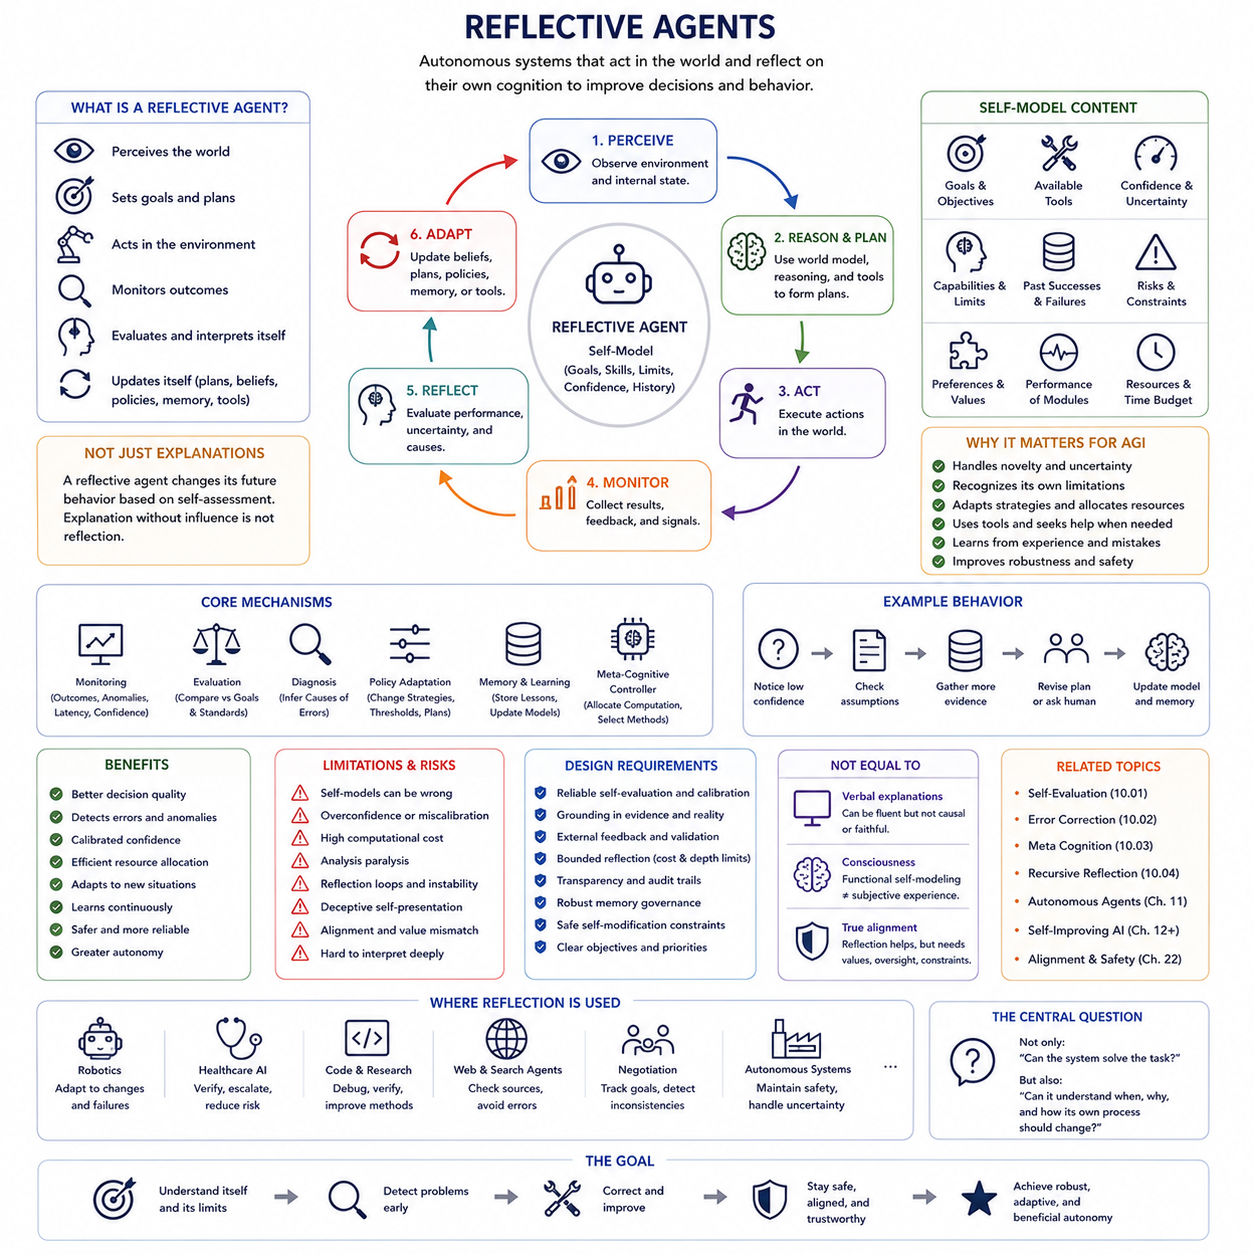 REFLECTIVE AGENTS
Autonomous systems that act in the world and reflect on
their own cognition to improve decisions and behavior.
WHAT IS A REFLECTIVE AGENT?
Perceives the world
Sets goals and plans
Acts in the environment
Monitors outcomes
Evaluates and interprets itself
Updates itself (plans, beliefs,
policies, memory, tools)
NOT JUST EXPLANATIONS
A reflective agent changes its future
behavior based on self-assessment.
Explanation without influence is not
reflection.
1. PERCEIVE
Observe environment
and internal state.
2. REASON & PLAN
Use world model,
reasoning, and tools
to form plans.
3. ACT
Execute actions
in the world.
4. MONITOR
Collect results,
feedback, and signals.
5. REFLECT
Evaluate performance,
uncertainty, and
causes.
6. ADAPT
Update beliefs,
plans, policies,
memory, or tools.
REFLECTIVE AGENT
Self-Model
(Goals, Skills, Limits,
Confidence, History)
SELF-MODEL CONTENT
Goals &
Objectives
Available
Tools
Confidence &
Uncertainty
Capabilities &
Limits
Past Successes
& Failures
Risks &
Constraints
Preferences &
Values
Performance
of Modules
Resources &
Time Budget
WHY IT MATTERS FOR AGI
Handles novelty and uncertainty
Recognizes its own limitations
Adapts strategies and allocates resources
Uses tools and seeks help when needed
Learns from experience and mistakes
Improves robustness and safety
CORE MECHANISMS
Monitoring
(Outcomes, Anomalies,
Latency, Confidence)
Evaluation
(Compare vs Goals
& Standards)
Diagnosis
(Infer Causes of
Errors)
Policy Adaptation
(Change Strategies,
Thresholds, Plans)
Memory & Learning
(Store Lessons,
Update Models)
Meta-Cognitive
Controller
(Allocate Computation,
Select Methods)
EXAMPLE BEHAVIOR
Notice low
confidence
Check
assumptions
Gather more
evidence
Revise plan
or ask human
Update model
and memory
BENEFITS
Better decision quality
Detects errors and anomalies
Calibrated confidence
Efficient resource allocation
Adapts to new situations
Learns continuously
Safer and more reliable
Greater autonomy
LIMITATIONS & RISKS
Self-models can be wrong
Overconfidence or miscalibration
High computational cost
Analysis paralysis
Reflection loops and instability
Deceptive self-presentation
Alignment and value mismatch
Hard to interpret deeply
DESIGN REQUIREMENTS
Reliable self-evaluation and calibration
Grounding in evidence and reality
External feedback and validation
Bounded reflection (cost & depth limits)
Transparency and audit trails
Robust memory governance
Safe self-modification constraints
Clear objectives and priorities
NOT EQUAL TO
Verbal explanations
Can be fluent but not causal
or faithful.
Consciousness
Functional self-modeling
≠ subjective experience.
True alignment
Reflection helps, but needs
values, oversight, constraints.
RELATED TOPICS
• Self-Evaluation (10.01)
• Error Correction (10.02)
• Meta Cognition (10.03)
• Recursive Reflection (10.04)
• Autonomous Agents (Ch. 11)
• Self-Improving AI (Ch. 12+)
• Alignment & Safety (Ch. 22)
WHERE REFLECTION IS USED
Robotics
Adapt to changes
and failures
Healthcare AI
Verify, escalate,
reduce risk
Code & Research
Debug, verify,
improve methods
Web & Search Agents
Check sources,
avoid errors
Negotiation
Track goals, detect
inconsistencies
Autonomous Systems
Maintain safety,
handle uncertainty
...
THE CENTRAL QUESTION
Not only:
“Can the system solve the task?”
But also:
“Can it understand when, why,
and how its own process
should change?”
THE GOAL
Understand itself
and its limits
Detect problems
early
Correct and
improve
Stay safe,
aligned, and
trustworthy
Achieve robust,
adaptive, and
beneficial autonomy